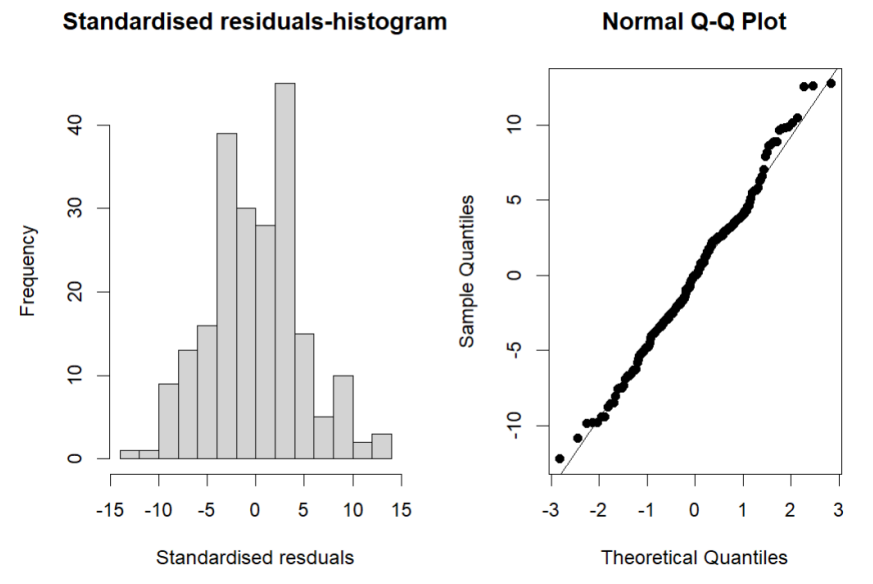 Standardised residuals-histogram
Frequency
0
10
20
30
40
-15 -10 -5 0 5 10 15
Standardised resduals
Normal Q-Q Plot
Sample Quantiles
-10
-5
0
5
10
-3 -2 -1 0 1 2 3
Theoretical Quantiles